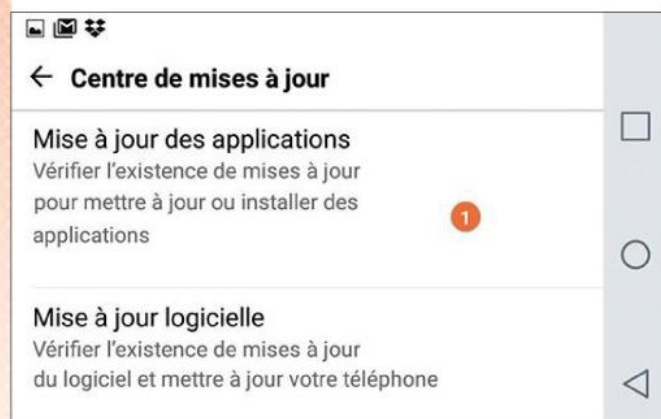 ← Centre de mises à jour
Mise à jour des applications
Vérifier l'existence de mises à jour
pour mettre à jour ou installer des
applications
1
Mise à jour logicielle
Vérifier l'existence de mises à jour
du logiciel et mettre à jour votre téléphone